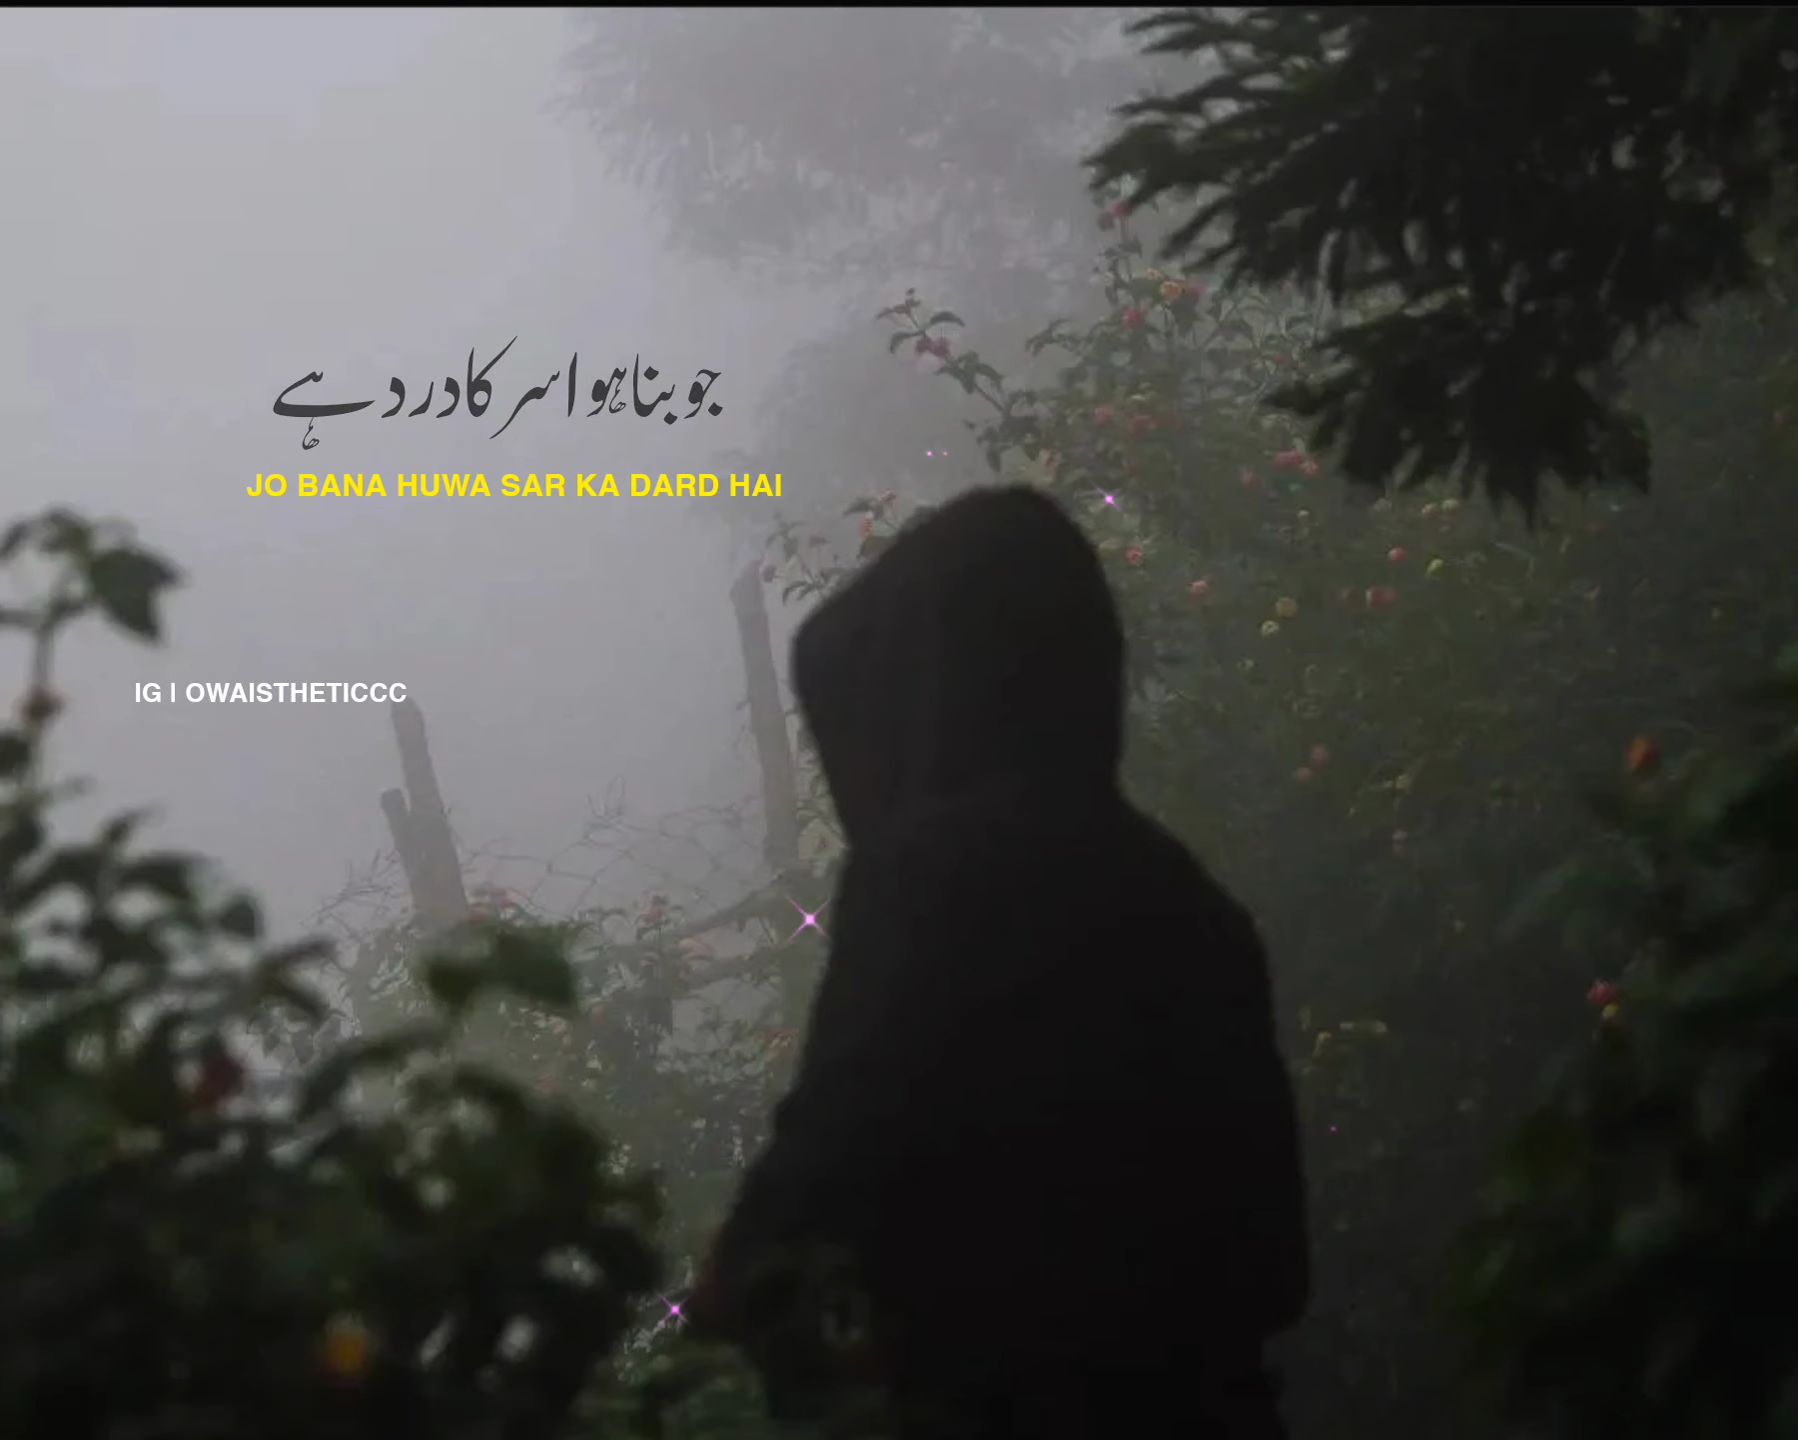 جو بنا ہوا سر کا درد ہے
JO BANA HUWA SAR KA DARD HAI
IG | OWAISTHETICCC